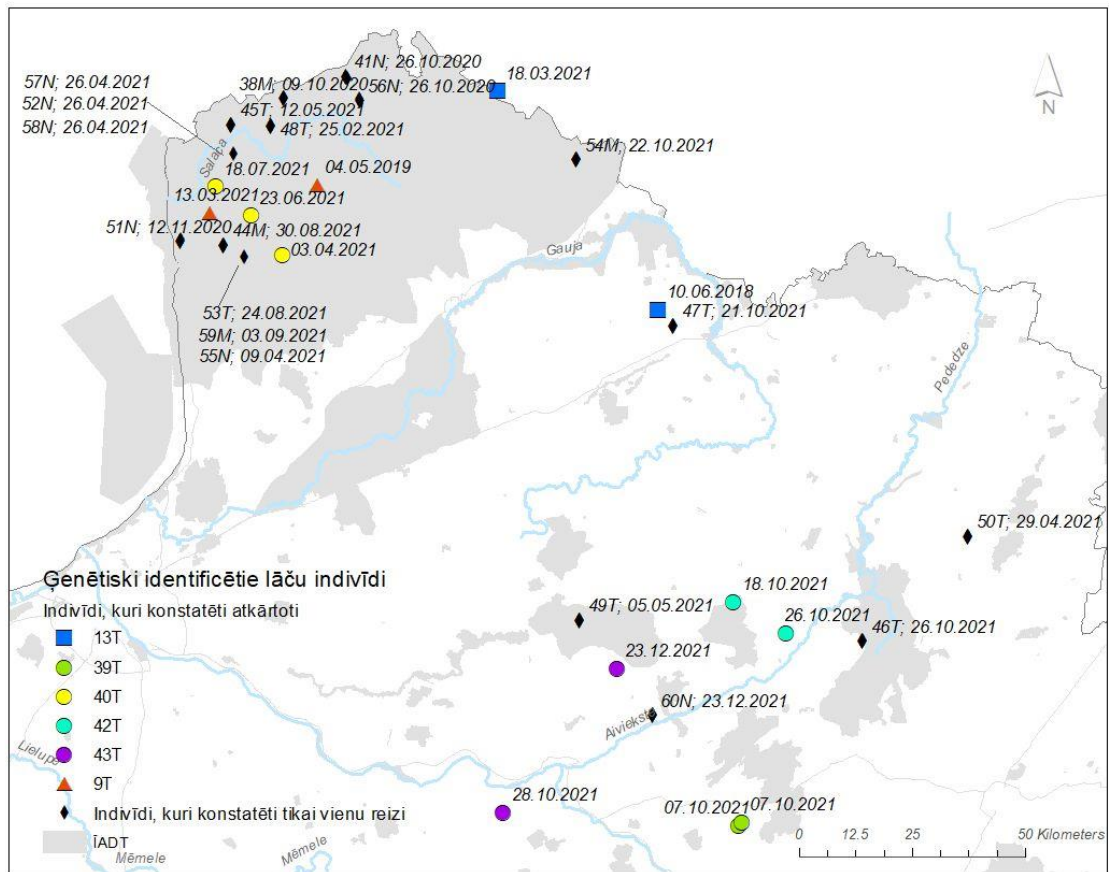 41N; 26.10.2020
18.03.2021
57N; 26.04.2021
38M; 09.10.2020
56N; 26.10.2020
52N; 26.04.2021
45T; 12.05.2021
58N; 26.04.2021
48T; 25.02.2021
N
54M; 22.10.2021
Salaca
18.07.2021
04.05.2019
13.03.2021
23.06.2021
51N; 12.11.2020
44M; 30.08.2021
03.04.2021
Gauja
10.06.2018
47T; 21.10.2021
53T; 24.08.2021
59M; 03.09.2021
55N; 09.04.2021
Pededze
50T; 29.04.2021
Ģenētiski identificētie lāču indivīdi
Indivīdi, kuri konstatēti atkārtoti
13T
39T
40T
42T
43T
9T
Indivīdi, kuri konstatēti tikai vienu reizi
ĪADT
18.10.2021
49T; 05.05.2021
26.10.2021
46T; 26.10.2021
23.12.2021
60N; 23.12.2021
Aiviekste
Lielupe
28.10.2021
07.10.2021
07.10.2021
0 12.5 25 50 Kilometers
Mēmele
Mēmele